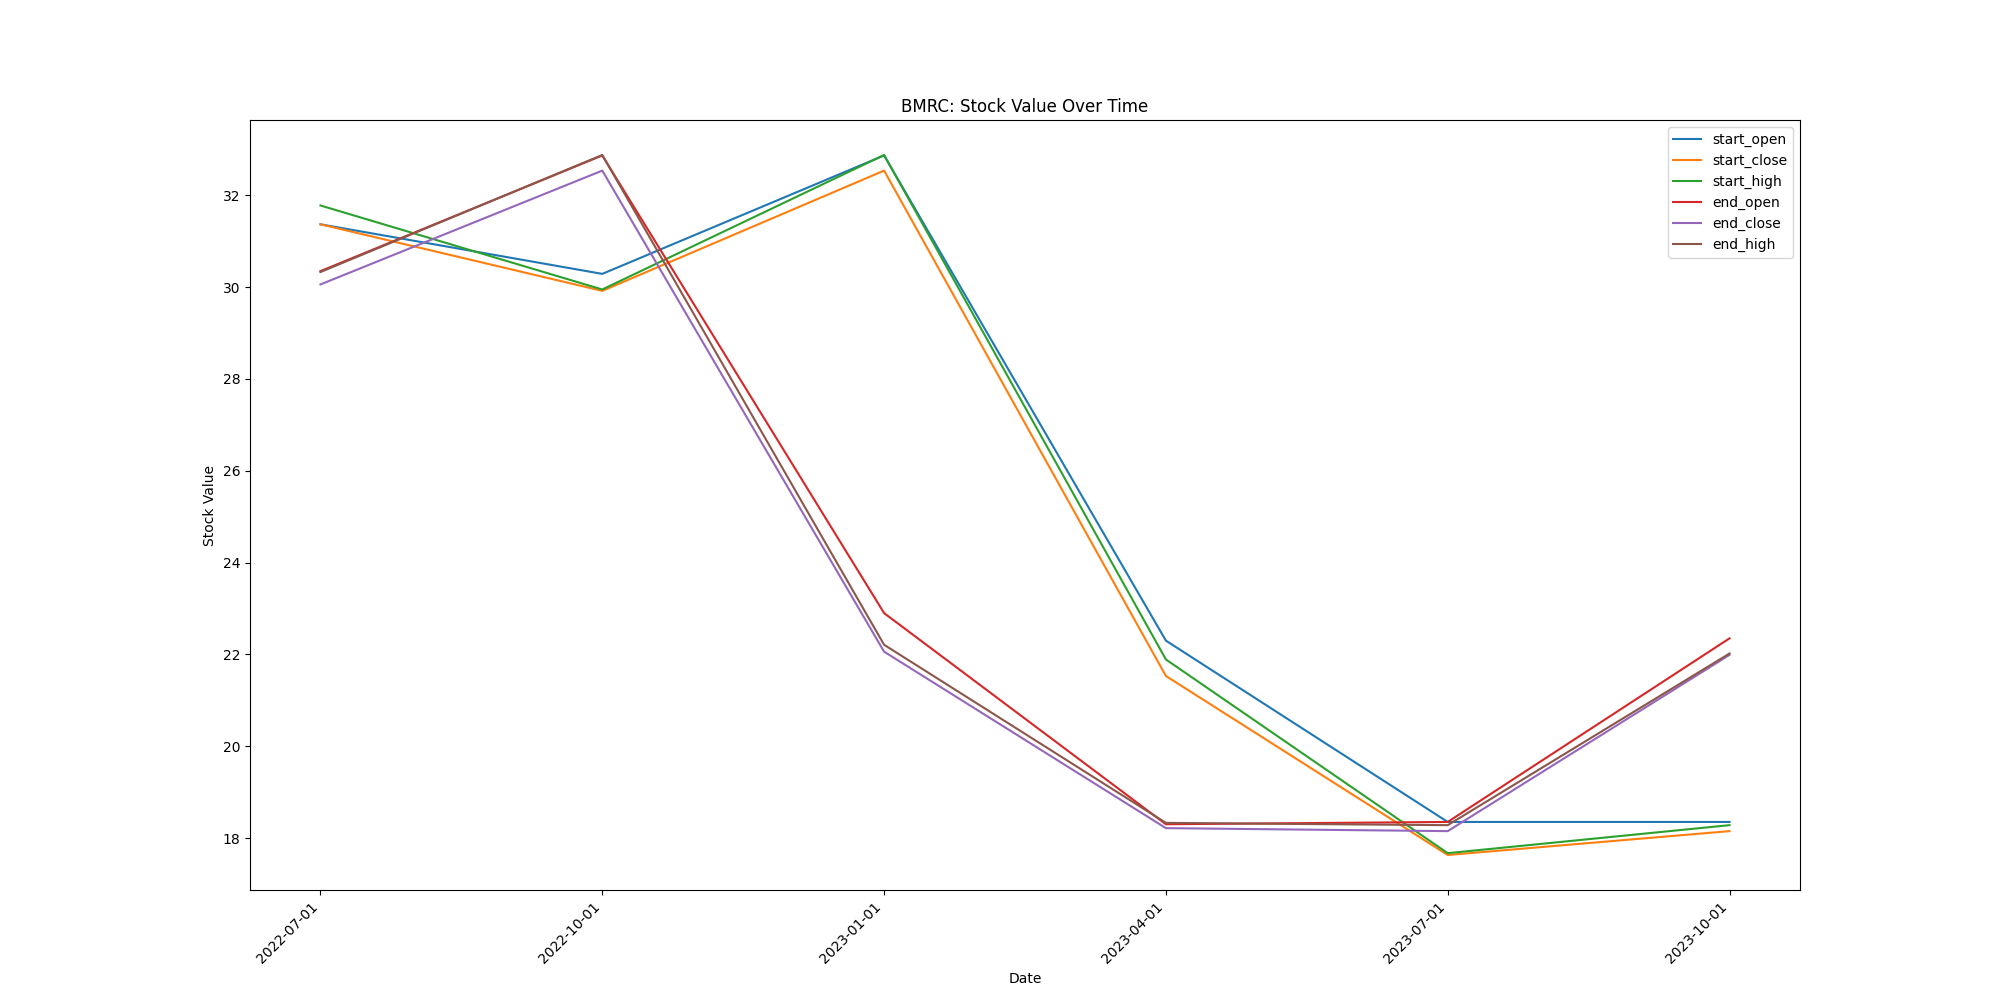 BMRC: Stock Value Over Time
start_open
start_close
start_high
end_open
end_close
end_high
Stock Value
32
30
28
26
24
22
20
18
2022-07-01
2022-10-01
2023-01-01
2023-04-01
2023-07-01
2023-10-01
Date